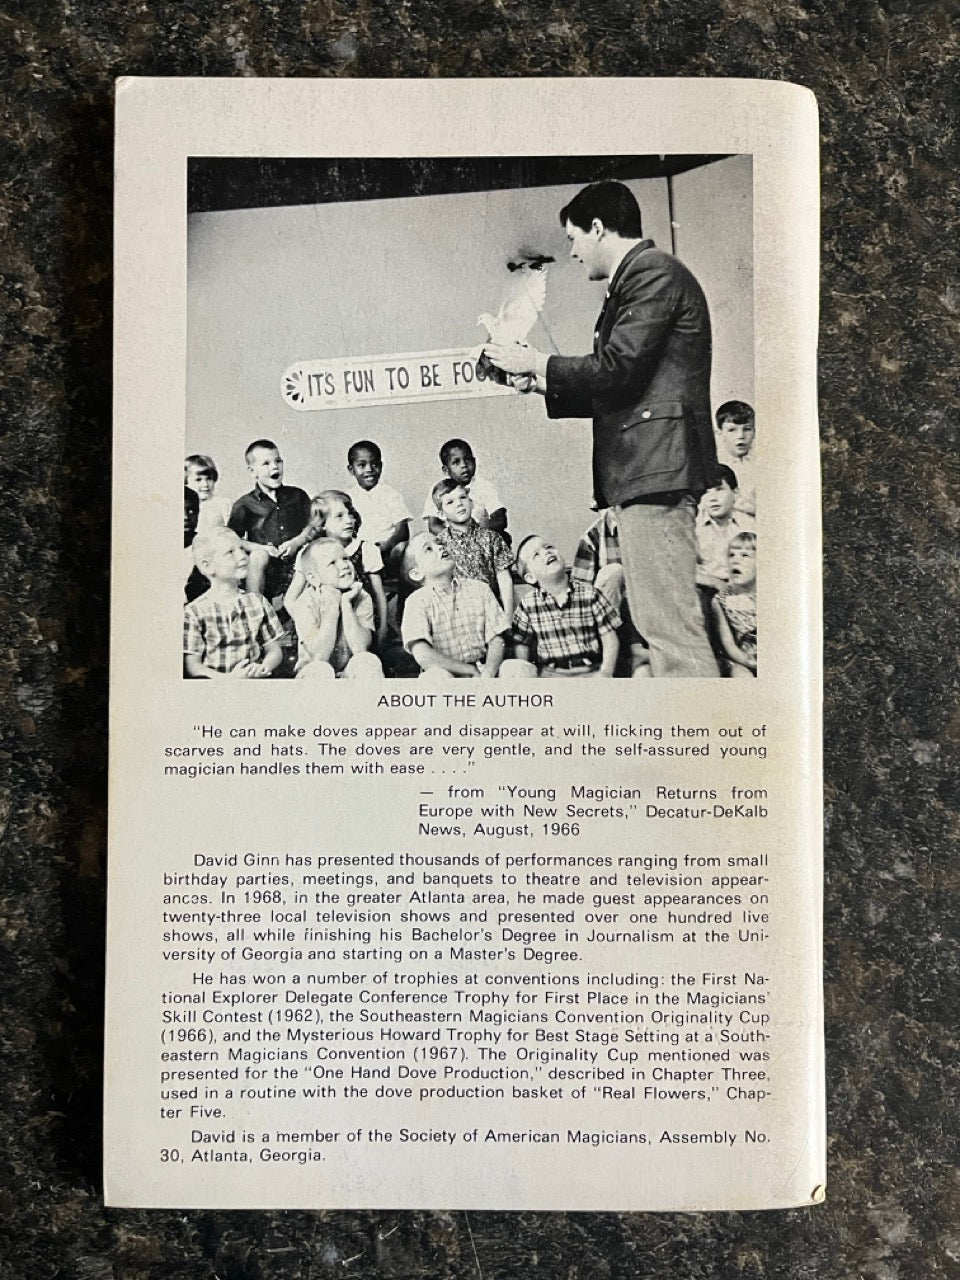 IT'S FUN TO BE FOO
ABOUT THE AUTHOR
"He can make doves appear and disappear at will, flicking them out of
scarves and hats. The doves are very gentle, and the self-assured young
magician handles them with ease . . . ."
— from "Young Magician Returns from
Europe with New Secrets," Decatur-DeKalb
News, August, 1966
David Ginn has presented thousands of performances ranging from small
birthday parties, meetings, and banquets to theatre and television appear-
ances. In 1968, in the greater Atlanta area, he made guest appearances on
twenty-three local television shows and presented over one hundred live
shows, all while finishing his Bachelor's Degree in Journalism at the Uni-
versity of Georgia and starting on a Master's Degree.
He has won a number of trophies at conventions including: the First Na-
tional Explorer Delegate Conference Trophy for First Place in the Magicians'
Skill Contest (1962), the Southeastern Magicians Convention Originality Cup
(1966), and the Mysterious Howard Trophy for Best Stage Setting at a South-
eastern Magicians Convention (1967). The Originality Cup mentioned was
presented for the "One Hand Dove Production," described in Chapter Three,
used in a routine with the dove production basket of "Real Flowers," Chap-
ter Five.
David is a member of the Society of American Magicians, Assembly No.
30, Atlanta, Georgia.